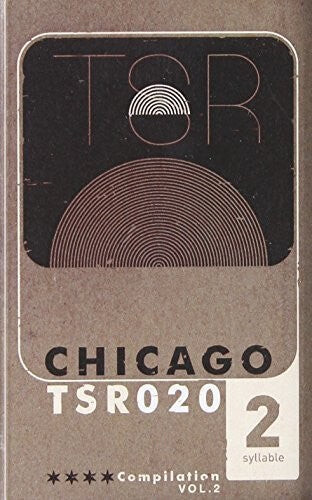 TSR
CHICAGO
TSR020
2
syllable
Compilation
VOL.2